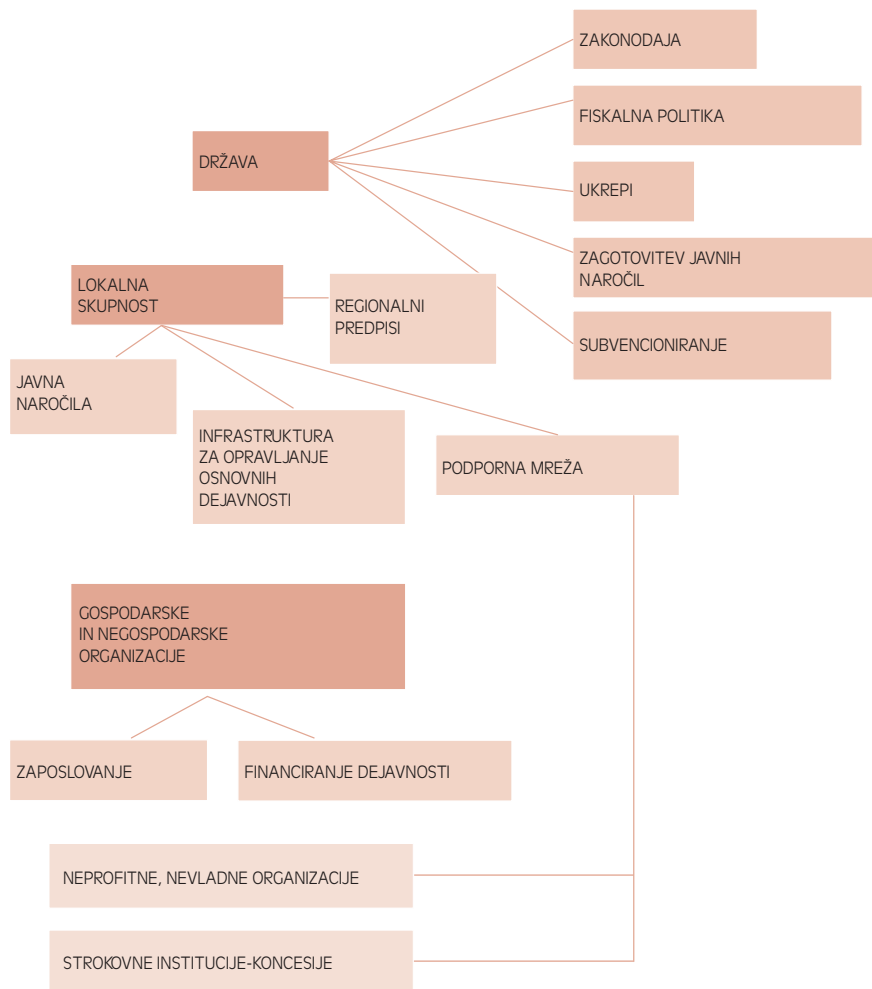 ZAKONODAJA
FISKALNA POLITIKA
DRŽAVA
UKREPI
ZAGOTOVITEV JAVNIH
NAROČIL
LOKALNA
SKUPNOST
REGIONALNI
PREDPISI
SUBVENCIONIRANJE
JAVNA
NAROČILA
INFRASTRUKTURA
ZA OPRAVLJANJE
OSNOVNIH
DEJAVNOSTI
PODPORNA MREŽA
GOSPODARSKE
IN NEGOSPODARSKE
ORGANIZACIJE
ZAPOSLOVANJE
FINANCIRANJE DEJAVNOSTI
NEPROFITNE, NEVLADNE ORGANIZACIJE
STROKOVNE INSTITUCIJE-KONCESIJE